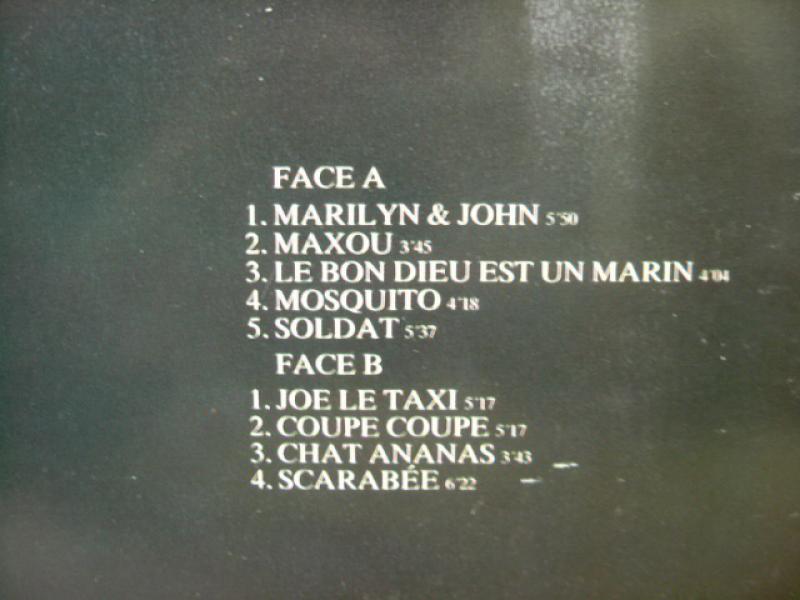 FACE A
1. MARILYN & JOHN 5'50
2. MAXOU 3'45
3. LE BON DIEU EST UN MARIN 4'04
4. MOSQUITO 4'18
5. SOLDAT 5'37
FACE B
1. JOE LE TAXI 5'17
2. COUPE COUPE 5'17
3. CHAT ANANAS 3'43
4. SCARABÉE 6'22